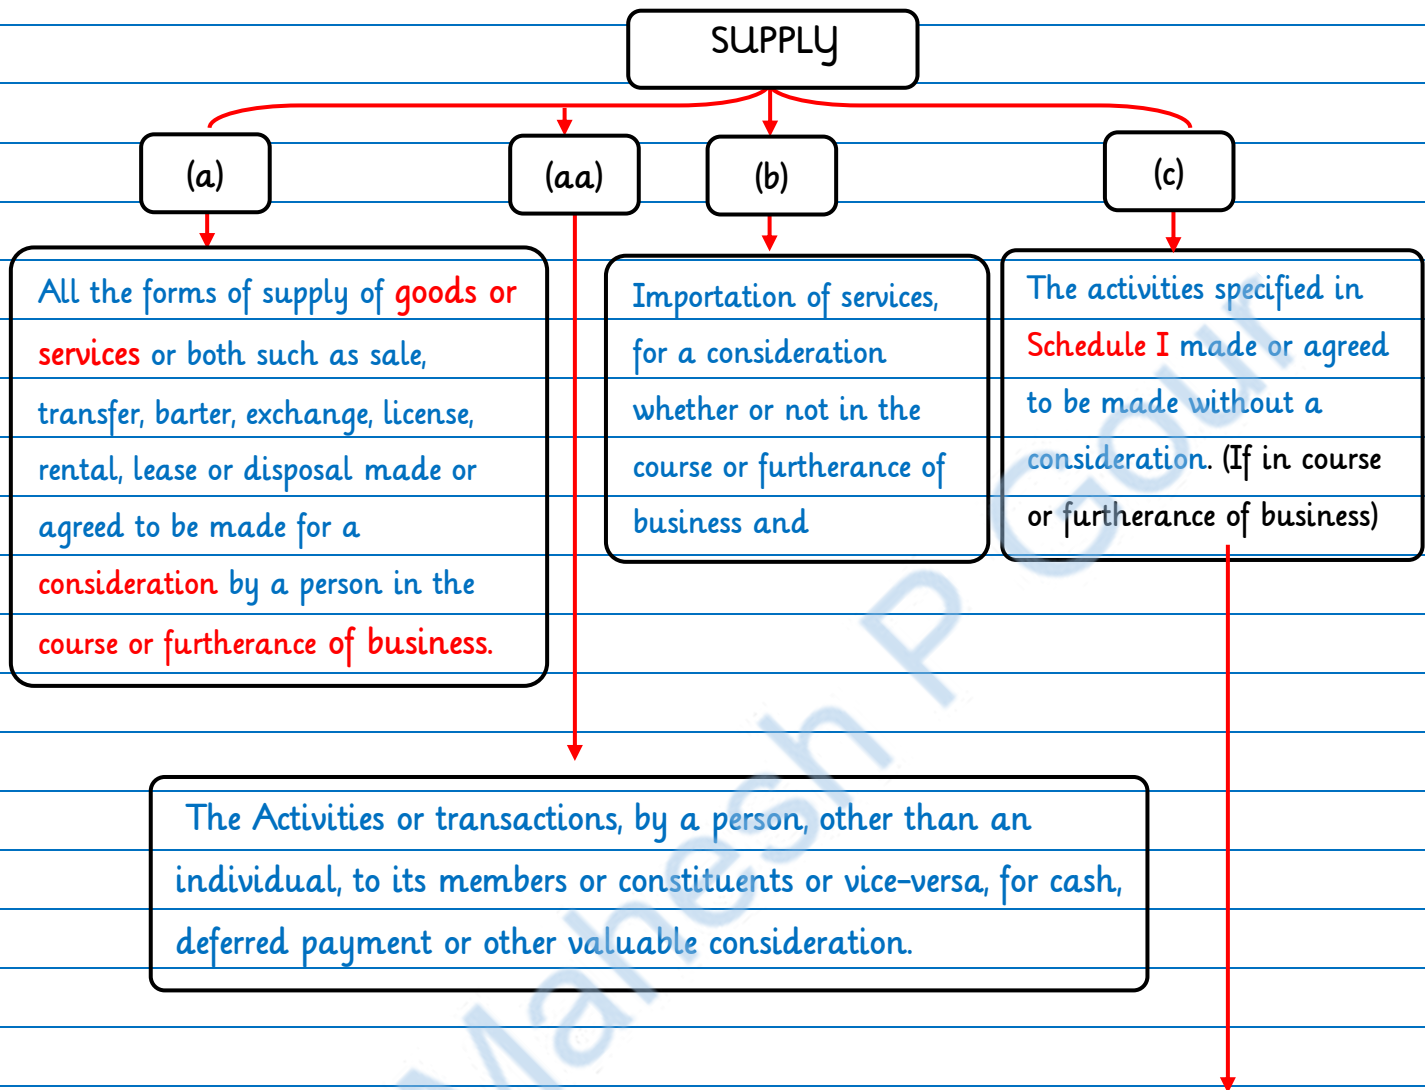 SUPPLY
(a)
(aa)
(b)
(c)
All the forms of supply of goods or
services or both such as sale,
transfer, barter, exchange, license,
rental, lease or disposal made or
agreed to be made for a
consideration by a person in the
course or furtherance of business.
Importation of services,
for a consideration
whether or not in the
course or furtherance of
business and
The activities specified in
Schedule I made or agreed
to be made without a
consideration. (If in course
or furtherance of business)
The Activities or transactions, by a person, other than an
individual, to its members or constituents or vice-versa, for cash,
deferred payment or other valuable consideration.
Mahesh P Gour